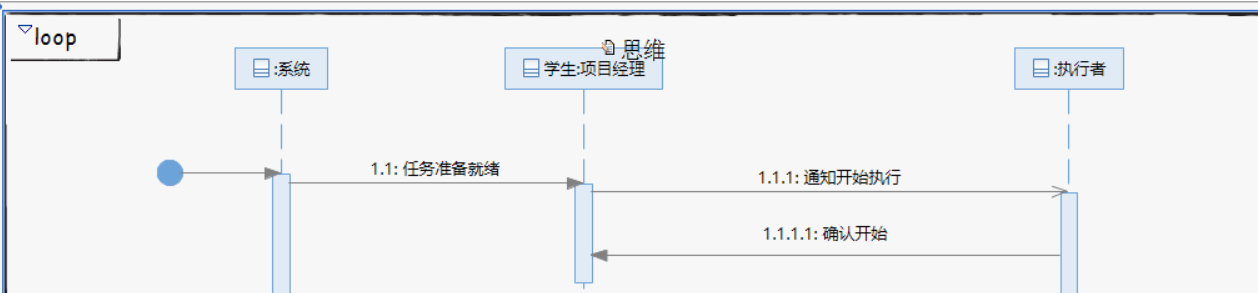 loop
思维
:系统
学生:项目经理
:执行者
1.1: 任务准备就绪
1.1.1: 通知开始执行
1.1.1.1: 确认开始